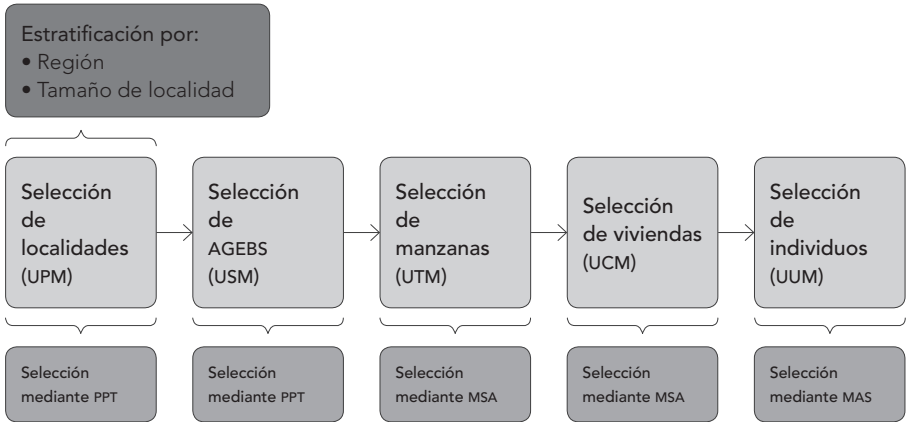 Estratificación por:
• Región
• Tamaño de localidad
Selección
de
localidades
(UPM)
Selección
de
AGEBS
(USM)
Selección
de
manzanas
(UTM)
Selección
de viviendas
(UCM)
Selección
de
individuos
(UUM)
Selección
mediante PPT
Selección
mediante PPT
Selección
mediante MSA
Selección
mediante MSA
Selección
mediante MAS